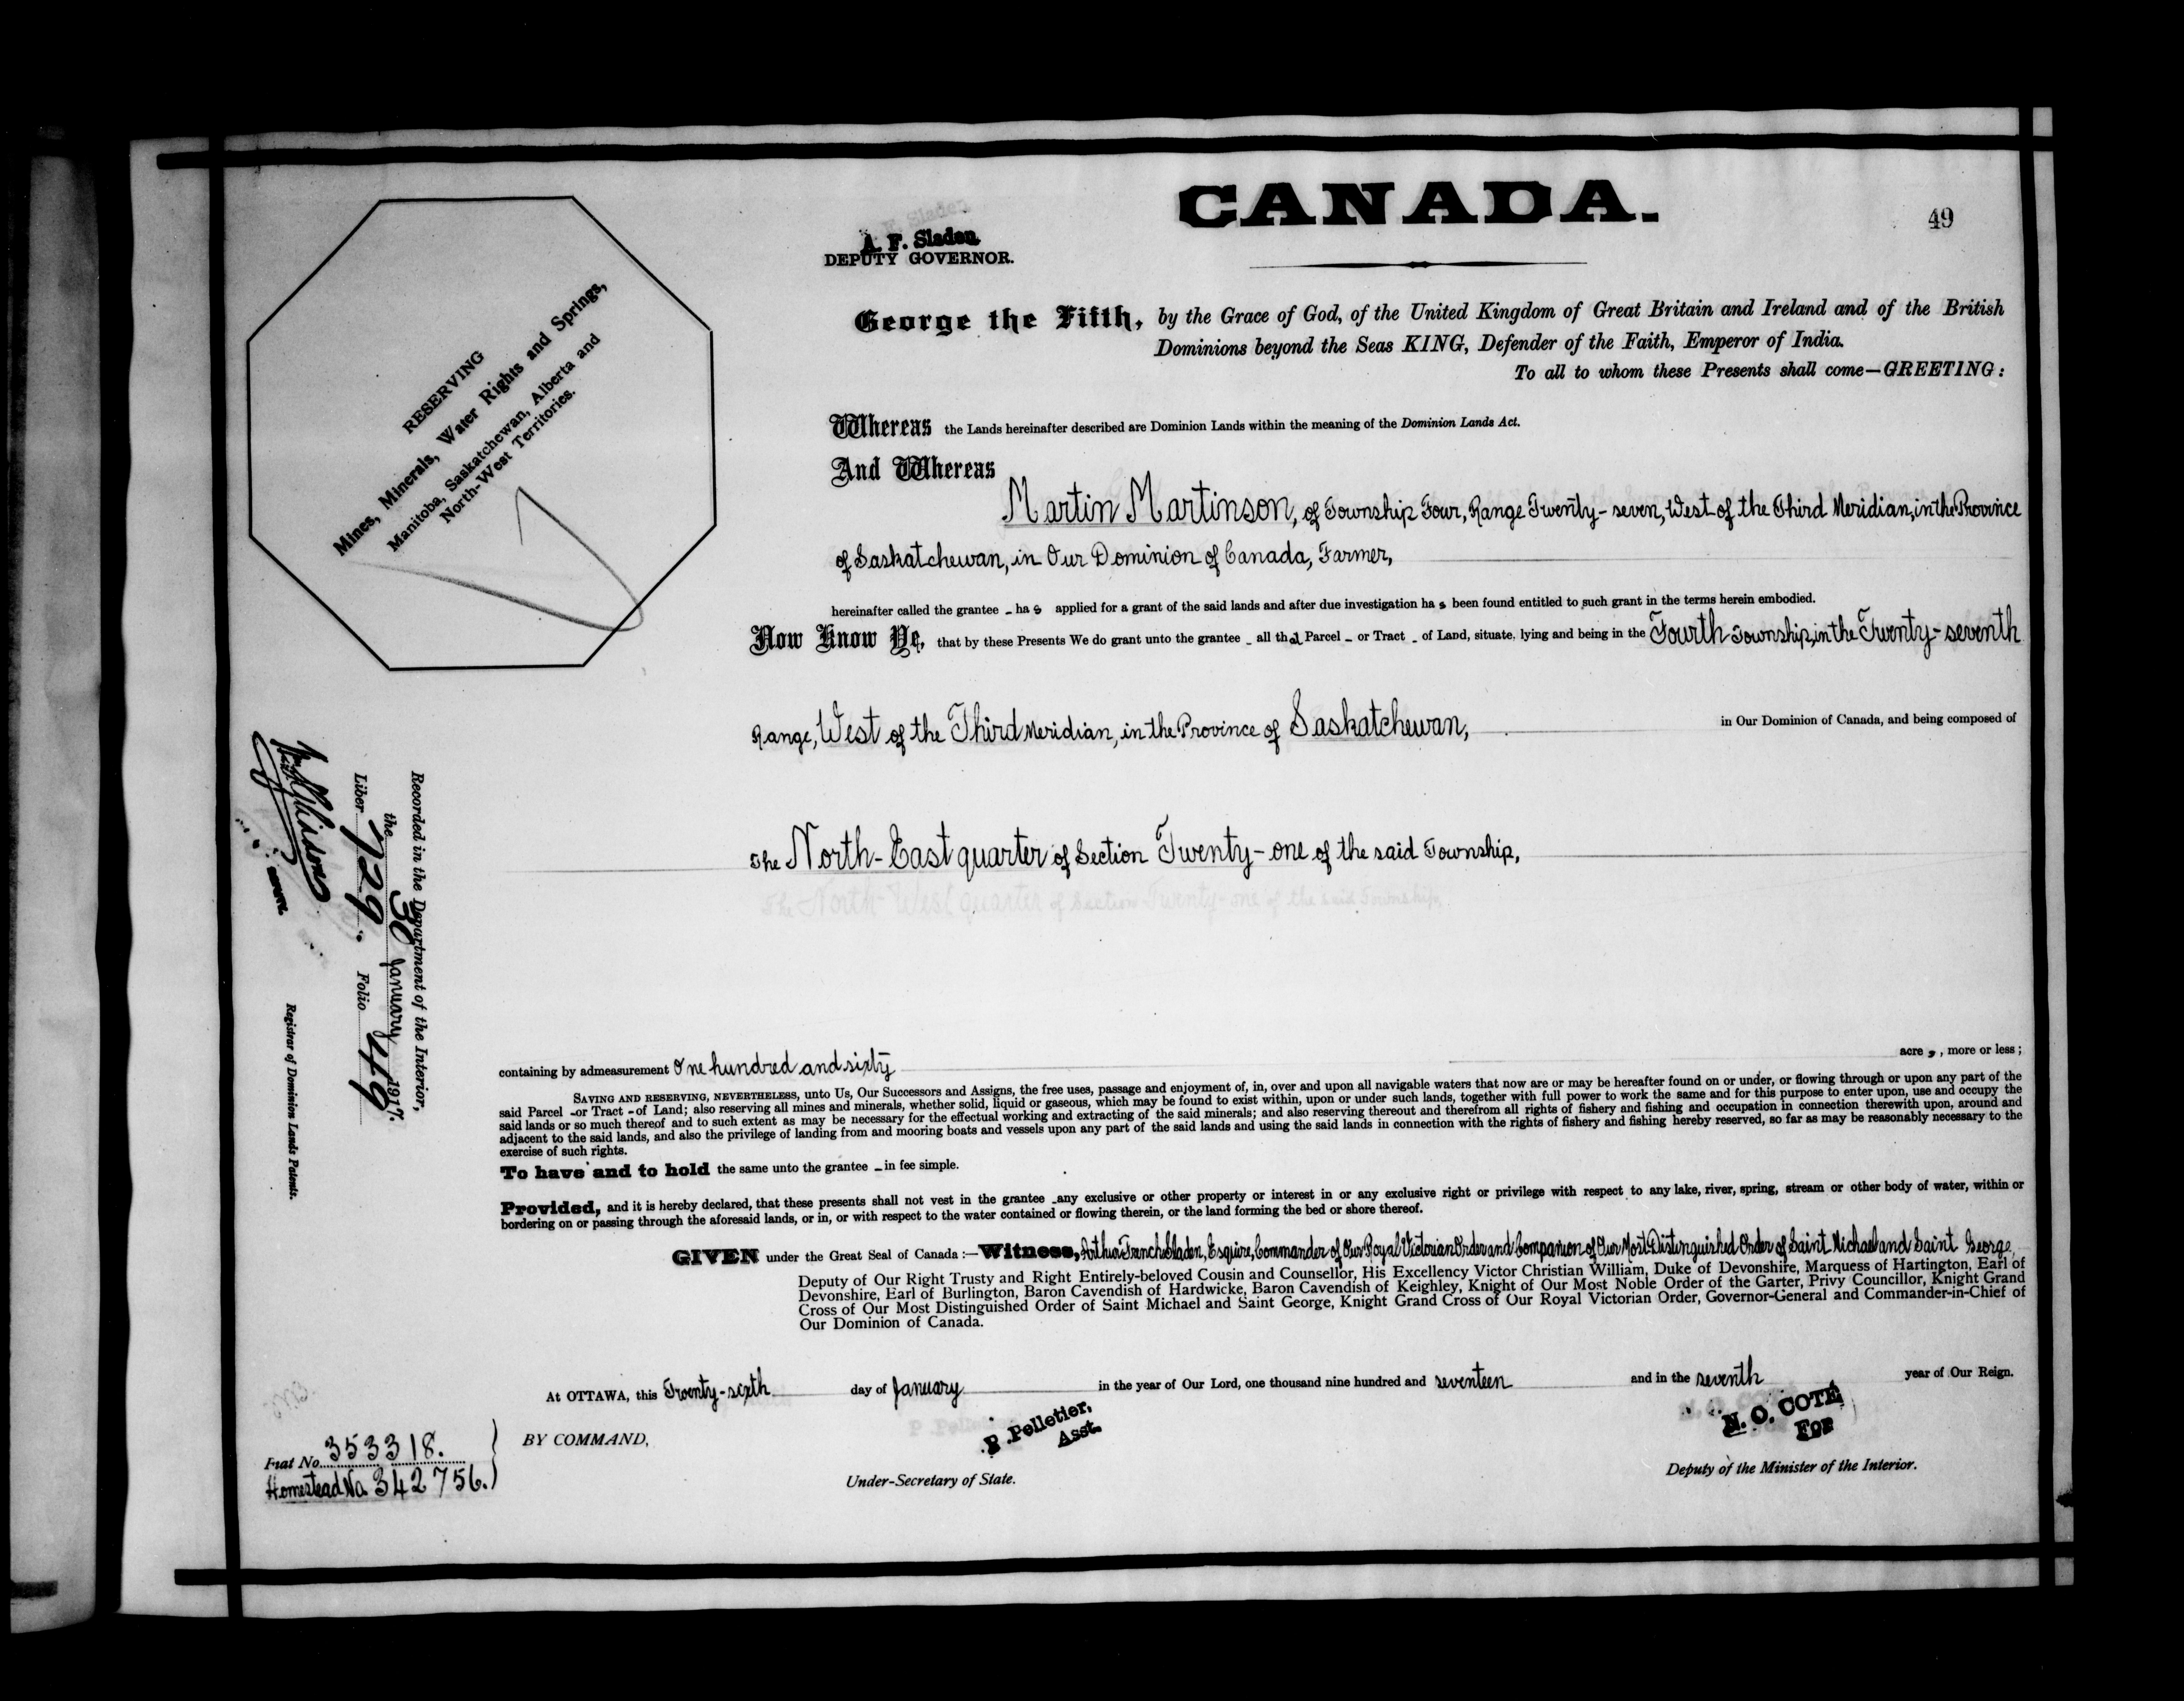 CANADA.
49
A. F. Sladen
DEPUTY GOVERNOR.
George the Fifth, by the Grace of God, of the United Kingdom of Great Britain and Ireland and of the British
Dominions beyond the Seas KING, Defender of the Faith, Emperor of India.
To all to whom these Presents shall come—GREETING:
RESERVING
Mines, Minerals, Water Rights and Springs,
Manitoba, Saskatchewan, Alberta and
North-West Territories.
Whereas the Lands hereinafter described are Dominion Lands within the meaning of the Dominion Lands Act.
And Whereas
Martin Martinson, of Township Four, Range Twenty-seven, West of the Third Meridian, in the Province
of Saskatchewan, in Our Dominion of Canada, Farmer,
hereinafter called the grantee - has applied for a grant of the said lands and after due investigation has been found entitled to such grant in the terms herein embodied.
Now Know Ye, that by these Presents We do grant unto the grantee - all that Parcel - or Tract - of Land, situate, lying and being in the Fourth Township, in the Twenty-seventh
Range, West of the Third Meridian, in the Province of Saskatchewan, in Our Dominion of Canada, and being composed of
The North-East quarter of Section Twenty-one of the said Township,
The North-West quarter of Section Twenty-one of the said Township,
Recorded in the Department of the Interior,
the 30 January 1917.
Liber 729 Folio 49
Registrar of Dominion Lands Patents.
containing by admeasurement One hundred and sixty acres, more or less;
SAVING AND RESERVING, NEVERTHELESS, unto Us, Our Successors and Assigns, the free uses, passage and enjoyment of, in, over and upon all navigable waters that now are or may be hereafter found on or under, or flowing through or upon any part of the
said Parcel - or Tract - of Land; also reserving all mines and minerals, whether solid, liquid or gaseous, which may be found to exist within, upon or under such lands, together with full power to work the same and for this purpose to enter upon, use and occupy the
said lands or so much thereof and to such extent as may be necessary for the effectual working and extracting of the said minerals; and also reserving thereout and therefrom all rights of fishery and fishing and occupation in connection therewith upon, around and
adjacent to the said lands, and also the privilege of landing from and mooring boats and vessels upon any part of the said lands and using the said lands in connection with the rights of fishery and fishing hereby reserved, so far as may be reasonably necessary to the
exercise of such rights.
To have and to hold the same unto the grantee - in fee simple.
Provided, and it is hereby declared, that these presents shall not vest in the grantee - any exclusive or other property or interest in or any exclusive right or privilege with respect to any lake, river, spring, stream or other body of water, within or
bordering on or passing through the aforesaid lands, or in, or with respect to the water contained or flowing therein, or the land forming the bed or shore thereof.
GIVEN under the Great Seal of Canada:—Witness, Arthur French Sladen, Esquire, Commander of Our Royal Victorian Order and Companion of Our Most Distinguished Order of Saint Michael and Saint George,
Deputy of Our Right Trusty and Right Entirely-beloved Cousin and Counsellor, His Excellency Victor Christian William, Duke of Devonshire, Marquess of Hartington, Earl of
Devonshire, Earl of Burlington, Baron Cavendish of Hardwicke, Baron Cavendish of Keighley, Knight of Our Most Noble Order of the Garter, Privy Councillor, Knight Grand
Cross of Our Most Distinguished Order of Saint Michael and Saint George, Knight Grand Cross of Our Royal Victorian Order, Governor-General and Commander-in-Chief of
Our Dominion of Canada.
At OTTAWA, this Twenty-sixth day of January in the year of Our Lord, one thousand nine hundred and seventeen and in the seventh year of Our Reign.
BY COMMAND,
P. Pelletier,
Asst.
Under-Secretary of State.
N. O. COTE
For
Deputy of the Minister of the Interior.
Fiat No. 353318.
Homestead No. 342756.